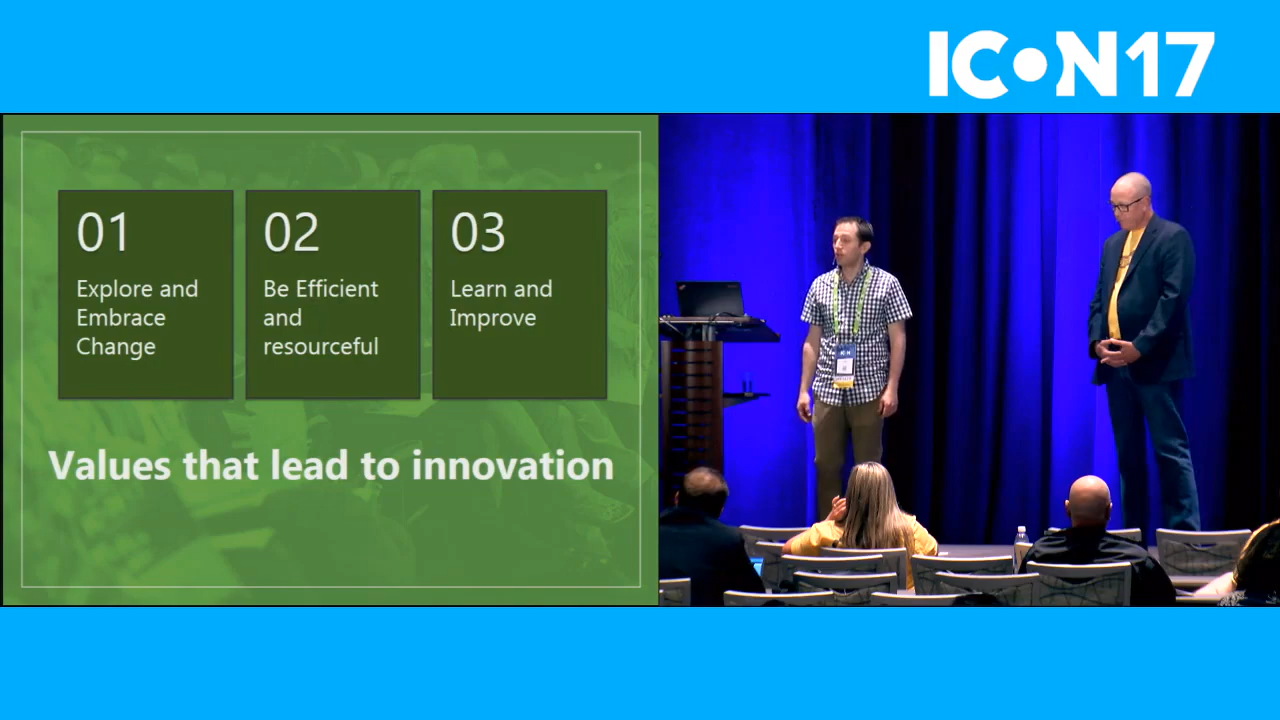 ICON17
01
Explore and
Embrace
Change
02
Be Efficient
and
resourceful
03
Learn and
Improve
Values that lead to innovation